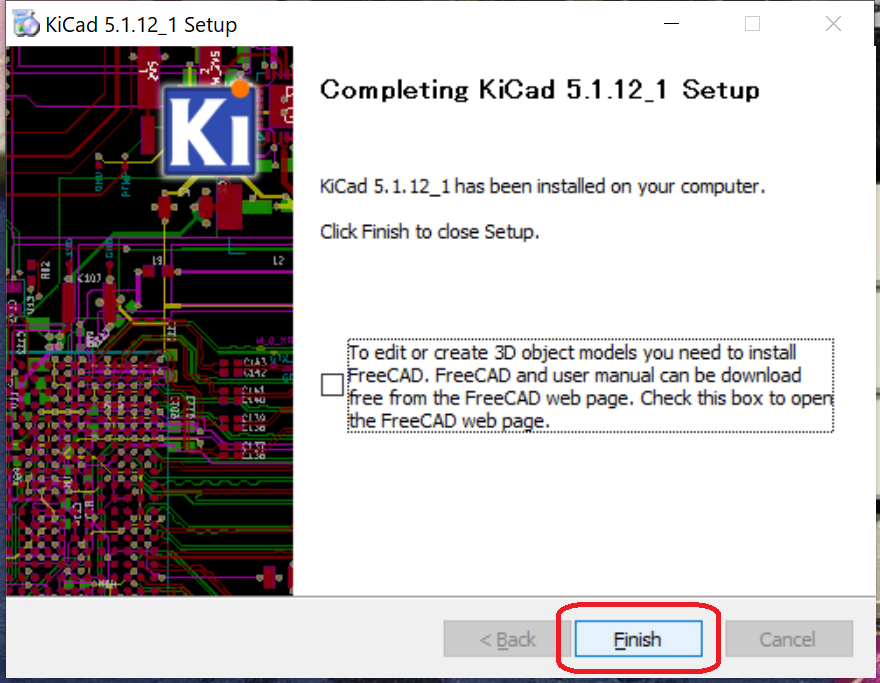 KiCad 5.1.12_1 Setup
Ki
Completing KiCad 5.1.12_1 Setup
KiCad 5.1.12_1 has been installed on your computer.
Click Finish to close Setup.
To edit or create 3D object models you need to install
FreeCAD. FreeCAD and user manual can be download
free from the FreeCAD web page. Check this box to open
the FreeCAD web page.
< Back
Finish
Cancel